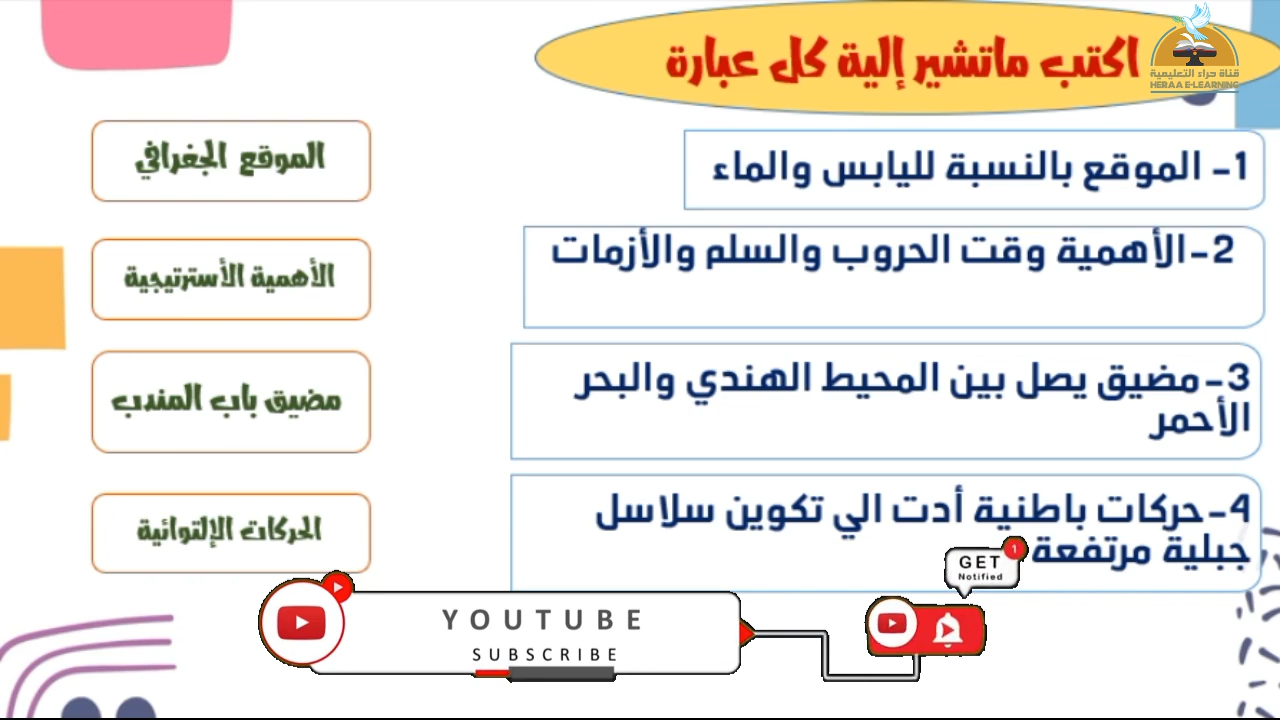 اكتب ماتشير إلية كل عبارة
قناة حراء التعليمية
HERAA E-LEARNING
1- الموقع بالنسبة لليابس والماء
الموقع الجغرافي
2-الأهمية وقت الحروب والسلم والأزمات
الأهمية الأسترتيجية
3-مضيق يصل بين المحيط الهندي والبحر
الأحمر
مضيق باب المندب
4-حركات باطنية أدت الي تكوين سلاسل
جبلية مرتفعة
الحركات الإلتوائية
GET
Notified
1
YOUTUBE
SUBSCRIBE